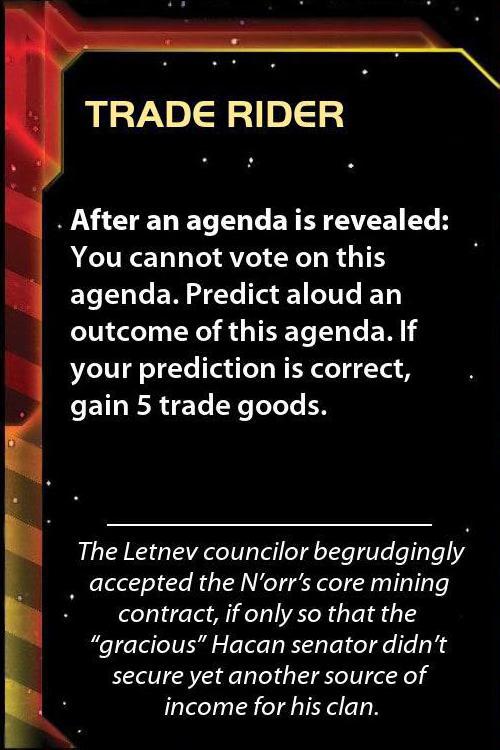 TRADE RIDER
After an agenda is revealed:
You cannot vote on this
agenda. Predict aloud an
outcome of this agenda. If
your prediction is correct,
gain 5 trade goods.
The Letnev councilor begrudgingly
accepted the N’orr’s core mining
contract, if only so that the
“gracious” Hacan senator didn’t
secure yet another source of
income for his clan.